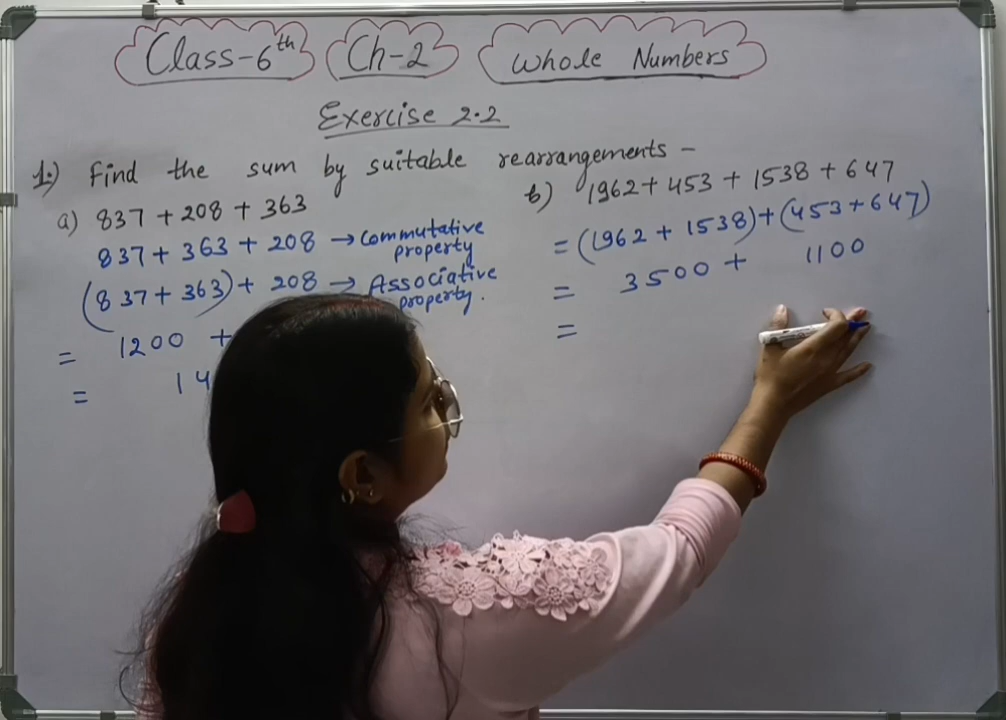 Class-6th Ch-2 Whole Numbers
Exercise 2.2
1.) Find the sum by suitable rearrangements -
a) 837 + 208 + 363
837 + 363 + 208 → Commutative property
(837 + 363) + 208 → Associative property.
= 1200 +
= 14
b) 1962 + 453 + 1538 + 647
= (1962 + 1538) + (453 + 647)
= 3500 + 1100
=